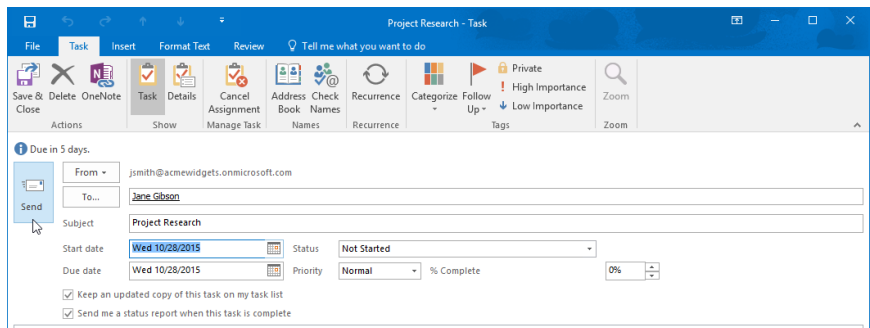 Project Research - Task
File Task Insert Format Text Review Tell me what you want to do
Save & Close Delete OneNote Task Details Cancel Assignment Address Book Check Names Recurrence Categorize Follow Up Private High Importance Low Importance Zoom
Actions Show Manage Task Names Recurrence Tags Zoom
Due in 5 days.
From jsmith@acmewidgets.onmicrosoft.com
To... Jane Gibson
Send
Subject Project Research
Start date Wed 10/28/2015 Status Not Started
Due date Wed 10/28/2015 Priority Normal % Complete 0%
Keep an updated copy of this task on my task list
Send me a status report when this task is complete